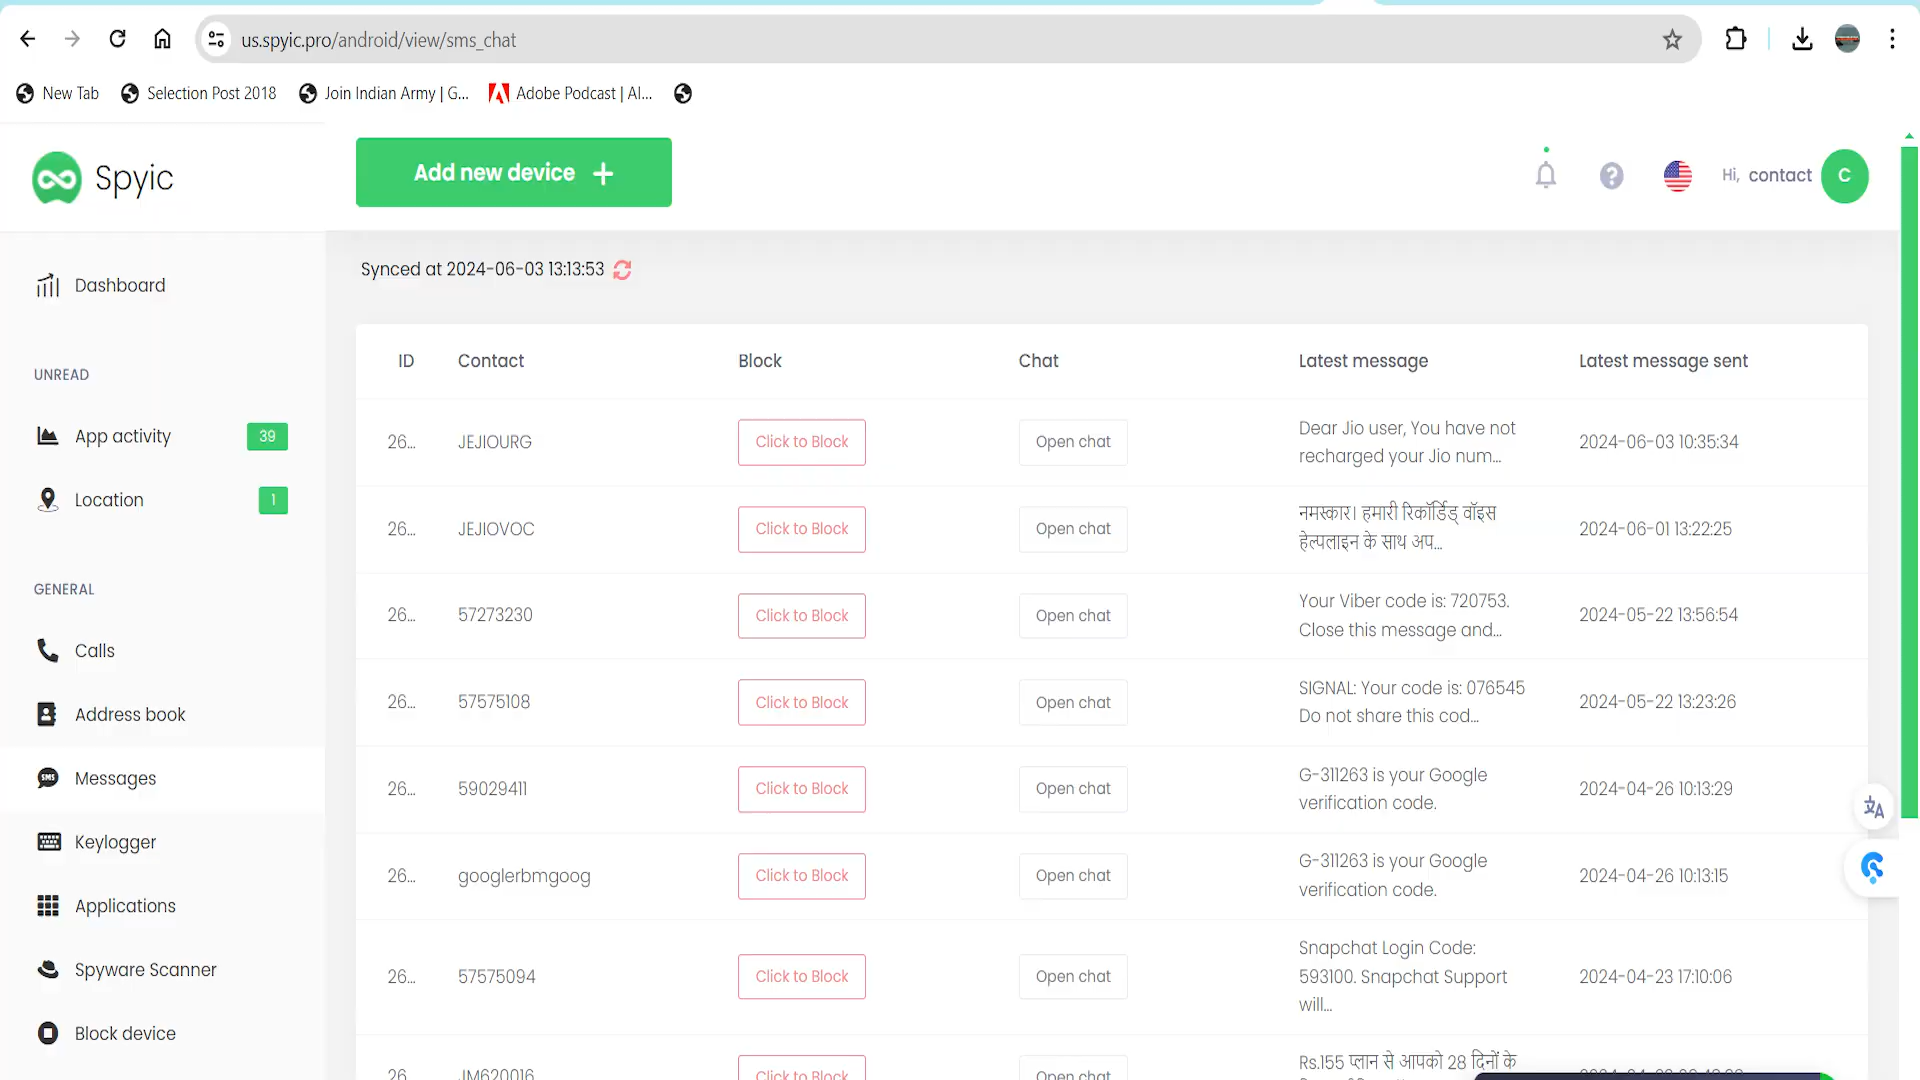 us.spyic.pro/android/view/sms_chat
New Tab Selection Post 2018 Join Indian Army | G... Adobe Podcast | AI...
Spyic
Add new device +
Hi, contact C
Synced at 2024-06-03 13:13:53
Dashboard
UNREAD
App activity 39
Location 1
GENERAL
Calls
Address book
SMS Messages
Keylogger
Applications
Spyware Scanner
Block device
ID Contact Block Chat Latest message Latest message sent
26... JEJIOURG Click to Block Open chat Dear Jio user, You have not
recharged your Jio num... 2024-06-03 10:35:34
26... JEJIOVOC Click to Block Open chat नमस्कार। हमारी रिकॉर्डिड् वॉइस
हेल्पलाइन के साथ अप... 2024-06-01 13:22:25
26... 57273230 Click to Block Open chat Your Viber code is: 720753.
Close this message and... 2024-05-22 13:56:54
26... 57575108 Click to Block Open chat SIGNAL: Your code is: 076545
Do not share this cod... 2024-05-22 13:23:26
26... 59029411 Click to Block Open chat G-311263 is your Google
verification code. 2024-04-26 10:13:29
26... googlerbmgoog Click to Block Open chat G-311263 is your Google
verification code. 2024-04-26 10:13:15
26... 57575094 Click to Block Open chat Snapchat Login Code:
593100. Snapchat Support
will... 2024-04-23 17:10:06
26... JM620016 Click to Block Open chat Rs.155 प्लान से आपको 28 दिनों के